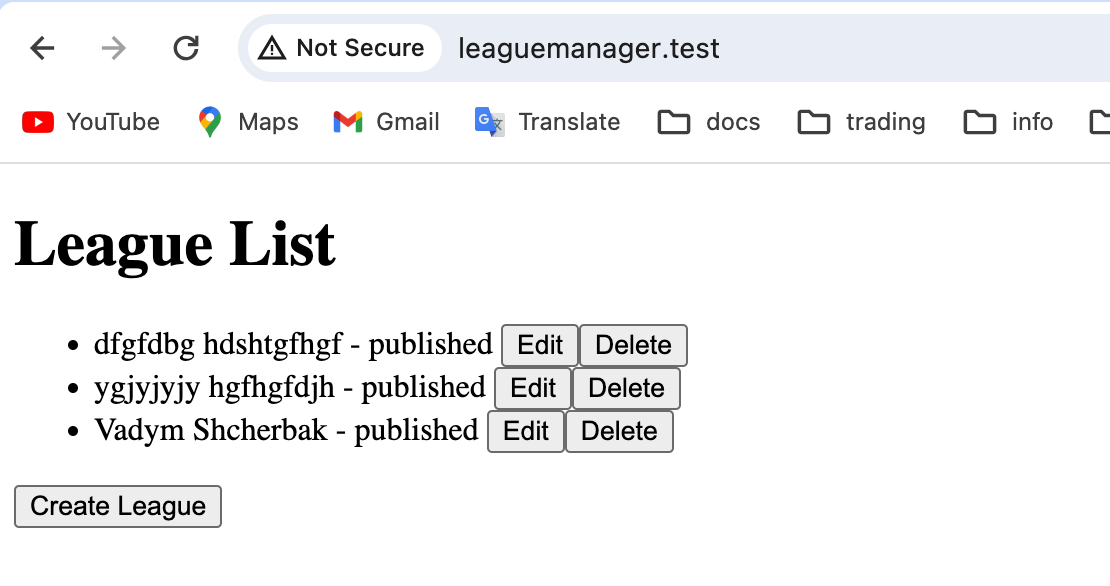 Not Secure leaguemanager.test
YouTube Maps Gmail Translate docs trading info
League List
• dfgfdbg hdshtgfhgf - published Edit Delete
• ygjyjyjy hgfhgfdjh - published Edit Delete
• Vadym Shcherbak - published Edit Delete
Create League